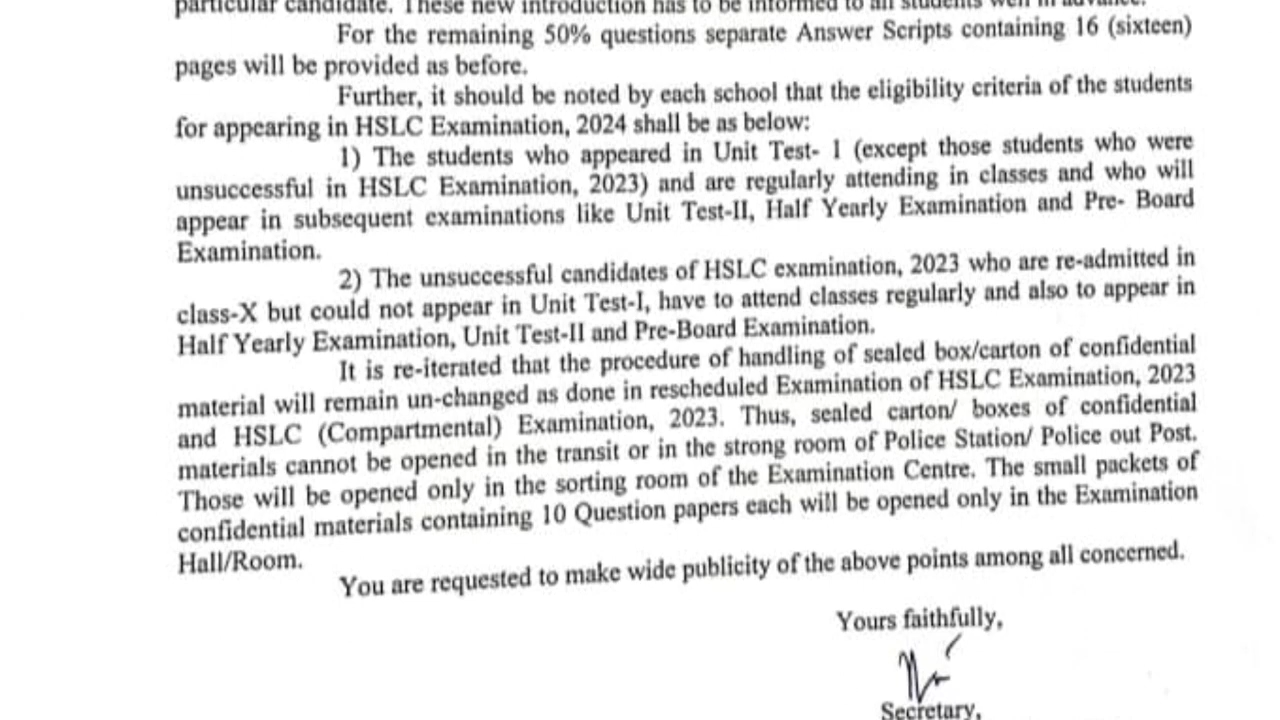 particular candidate. These new introduction has to be informed to all students well in advance.
For the remaining 50% questions separate Answer Scripts containing 16 (sixteen)
pages will be provided as before.
Further, it should be noted by each school that the eligibility criteria of the students
for appearing in HSLC Examination, 2024 shall be as below:
1) The students who appeared in Unit Test- I (except those students who were
unsuccessful in HSLC Examination, 2023) and are regularly attending in classes and who will
appear in subsequent examinations like Unit Test-II, Half Yearly Examination and Pre- Board
Examination.
2) The unsuccessful candidates of HSLC examination, 2023 who are re-admitted in
class-X but could not appear in Unit Test-I, have to attend classes regularly and also to appear in
Half Yearly Examination, Unit Test-II and Pre-Board Examination.
It is re-iterated that the procedure of handling of sealed box/carton of confidential
material will remain un-changed as done in rescheduled Examination of HSLC Examination, 2023
and HSLC (Compartmental) Examination, 2023. Thus, sealed carton/ boxes of confidential
materials cannot be opened in the transit or in the strong room of Police Station/ Police out Post.
Those will be opened only in the sorting room of the Examination Centre. The small packets of
confidential materials containing 10 Question papers each will be opened only in the Examination
Hall/Room.
You are requested to make wide publicity of the above points among all concerned.
Yours faithfully,
Secretary,